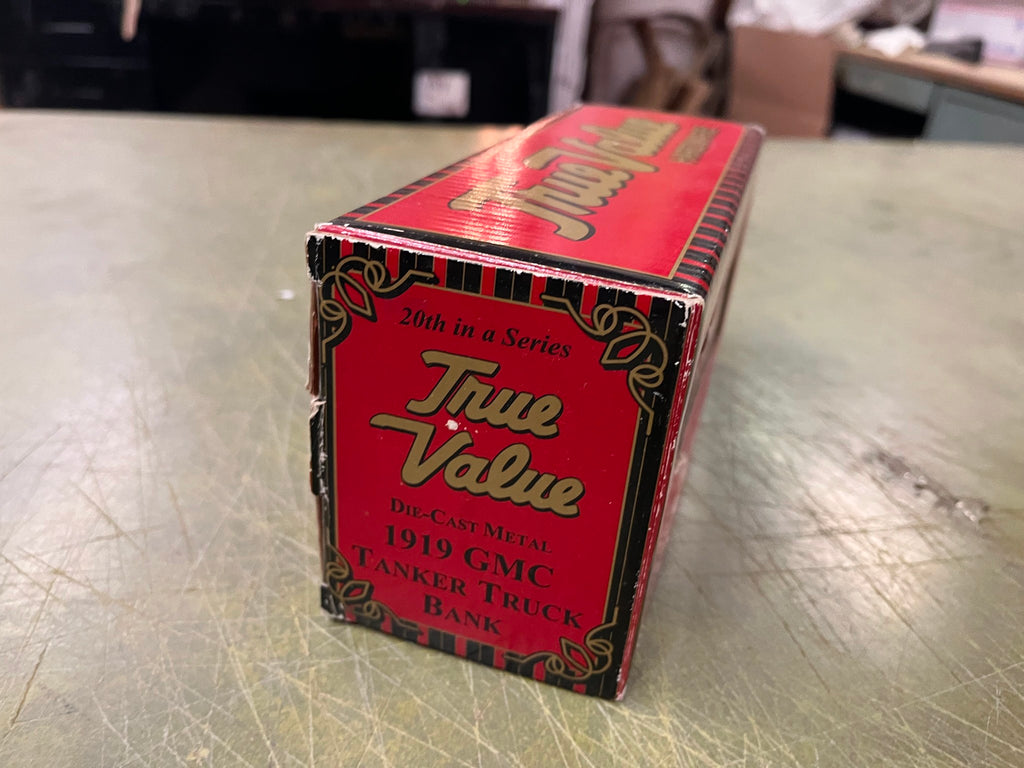 True Value
20th in a Series
True
Value
Die-Cast Metal
1919 GMC
Tanker Truck
Bank